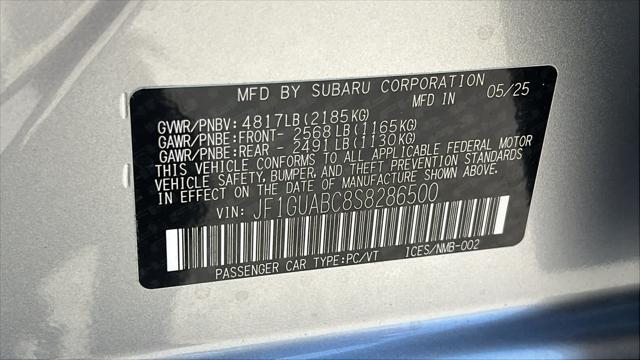 MFD BY SUBARU CORPORATION
MFD IN 05/25
GVWR/PNBV: 4817LB(2185KG)
GAWR/PNBE:FRONT- 2568LB(1165KG)
GAWR/PNBE:REAR - 2491LB(1130KG)
THIS VEHICLE CONFORMS TO ALL APPLICABLE FEDERAL MOTOR
VEHICLE SAFETY, BUMPER, AND THEFT PREVENTION STANDARDS
IN EFFECT ON THE DATE OF MANUFACTURE SHOWN ABOVE.
VIN: JF1GUABC8S8286500
PASSENGER CAR TYPE:PC/VT ICES/NMB-002